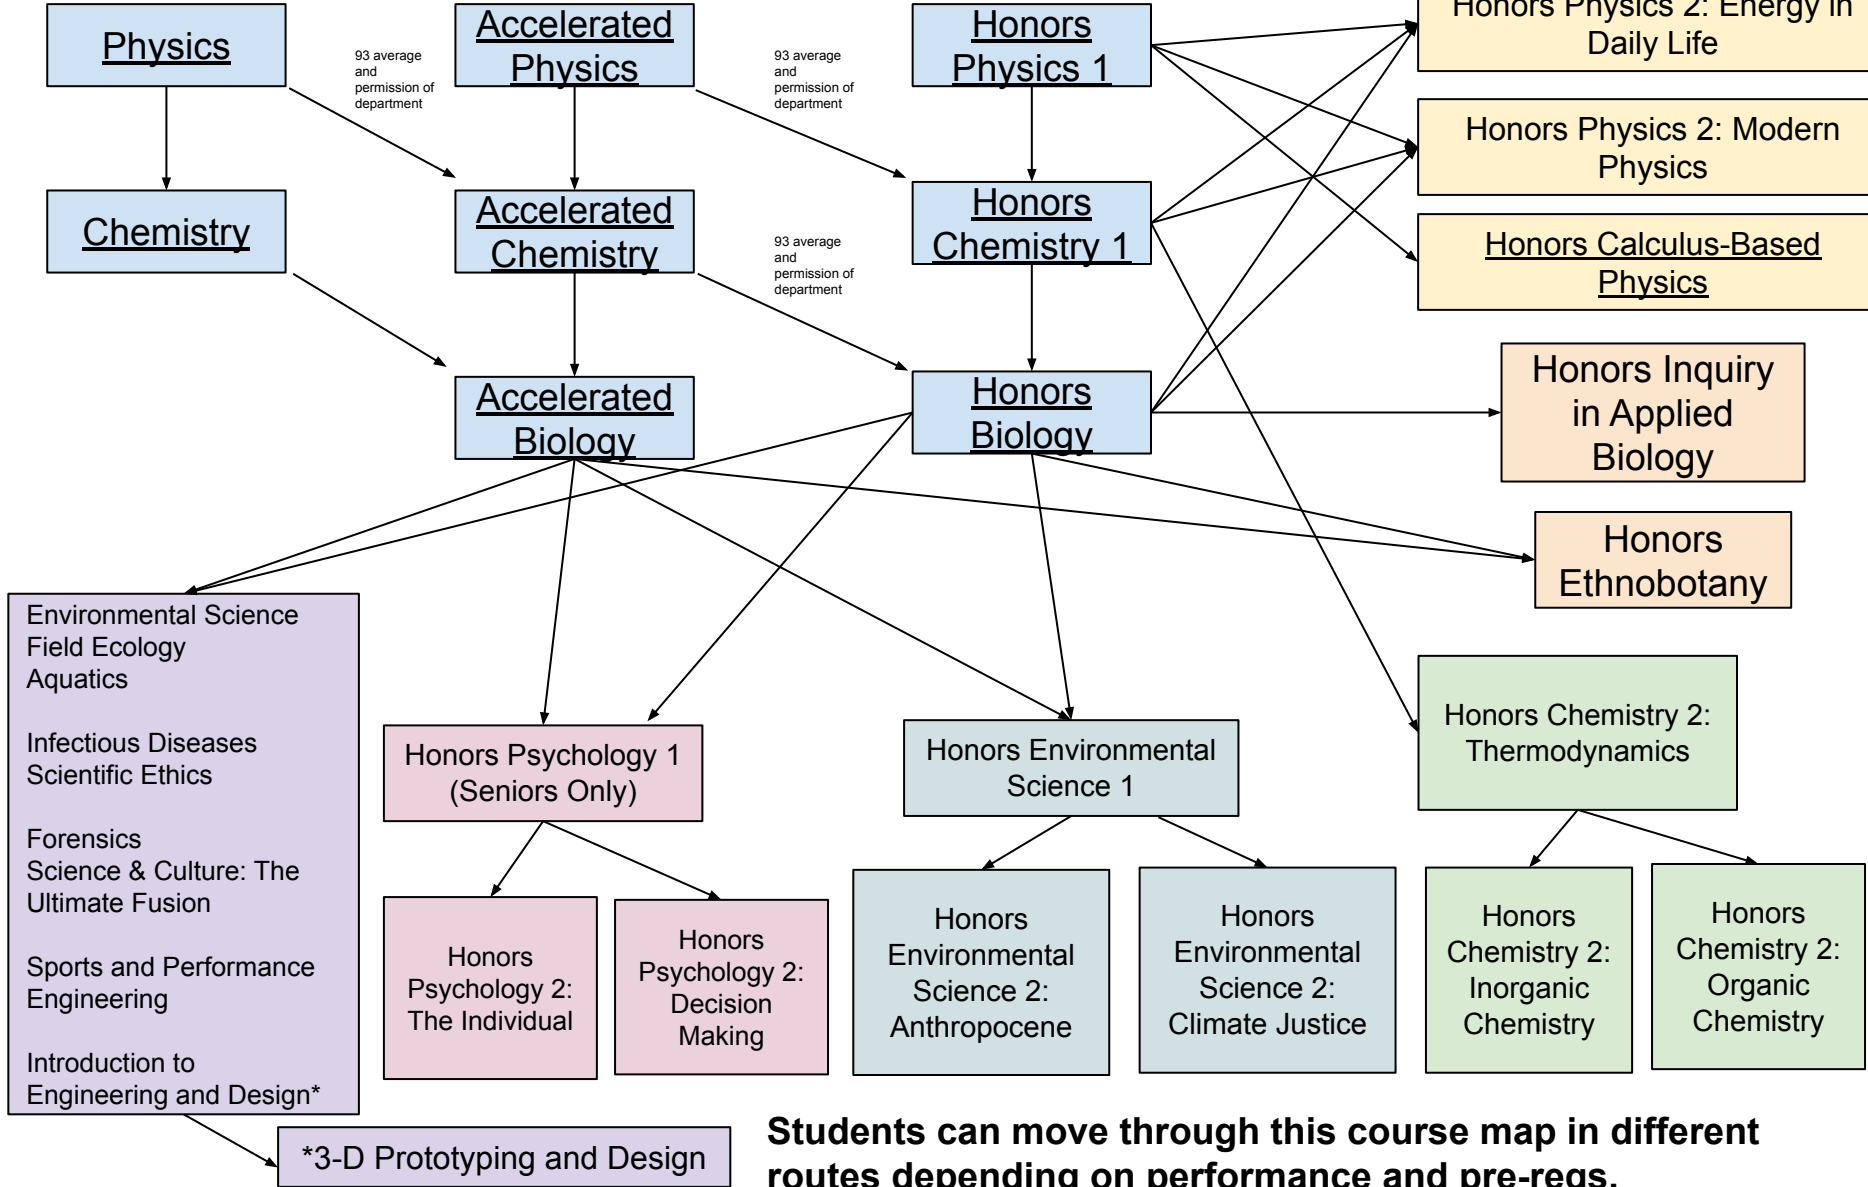 Physics
Accelerated
Physics
Honors
Physics 1
Honors Physics 2: Energy in
Daily Life
93 average
and
permission of
department
93 average
and
permission of
department
Honors Physics 2: Modern
Physics
Chemistry
Accelerated
Chemistry
Honors
Chemistry 1
Honors Calculus-Based
Physics
93 average
and
permission of
department
Accelerated
Biology
Honors
Biology
Honors Inquiry
in Applied
Biology
Honors
Ethnobotany
Environmental Science
Field Ecology
Aquatics
Infectious Diseases
Scientific Ethics
Forensics
Science & Culture: The
Ultimate Fusion
Sports and Performance
Engineering
Introduction to
Engineering and Design*
Honors Psychology 1
(Seniors Only)
Honors Environmental
Science 1
Honors Chemistry 2:
Thermodynamics
Honors
Psychology 2:
The Individual
Honors
Psychology 2:
Decision
Making
Honors
Environmental
Science 2:
Anthropocene
Honors
Environmental
Science 2:
Climate Justice
Honors
Chemistry 2:
Inorganic
Chemistry
Honors
Chemistry 2:
Organic
Chemistry
*3-D Prototyping and Design
Students can move through this course map in different
routes depending on performance and pre-reqs.